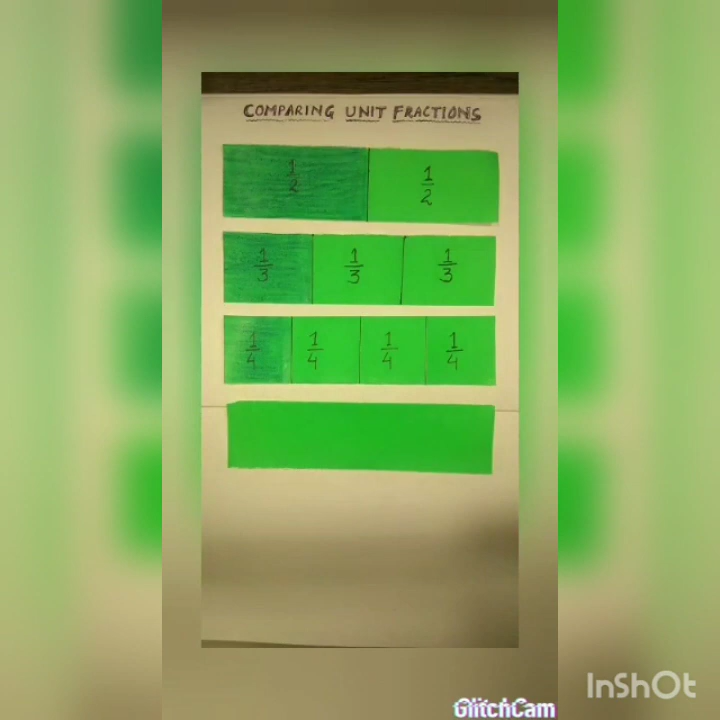 COMPARING UNIT FRACTIONS
1/2 1/2
1/3 1/3 1/3
1/4 1/4 1/4 1/4
InShOt
GlitchCam